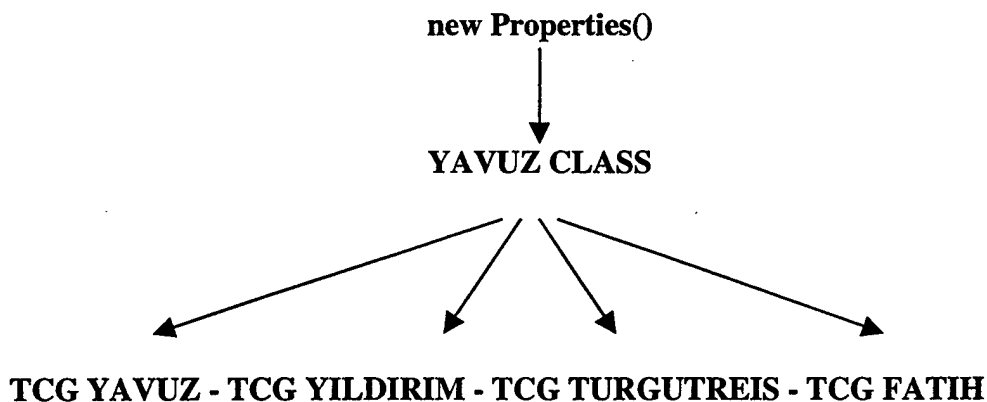 new Properties()
YAVUZ CLASS
TCG YAVUZ - TCG YILDIRIM - TCG TURGUTREIS - TCG FATIH